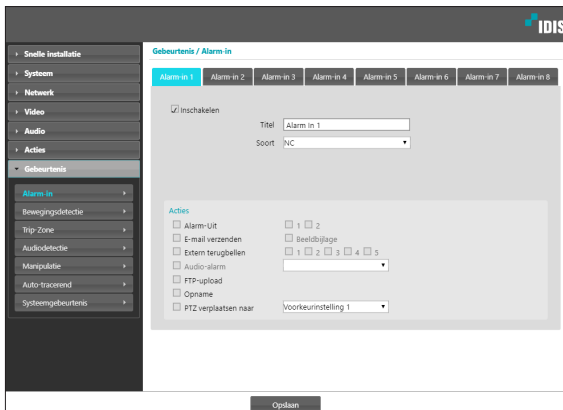 IDIS
Snelle installatie
Systeem
Netwerk
Video
Audio
Acties
Gebeurtenis
Alarm-in
Bewegingsdetectie
Trip-Zone
Audiodetectie
Manipulatie
Auto-tracerend
Systeemgebeurtenis
Gebeurtenis / Alarm-in
Alarm-in 1 Alarm-in 2 Alarm-in 3 Alarm-in 4 Alarm-in 5 Alarm-in 6 Alarm-in 7 Alarm-in 8
Inschakelen
Titel Alarm In 1
Soort NC
Acties
Alarm-Uit 1 2
E-mail verzenden Beeldbijlage
Extern terugbellen 1 2 3 4 5
Audio-alarm
FTP-upload
Opname
PTZ verplaatsen naar Voorkeurinstelling 1
Opslaan